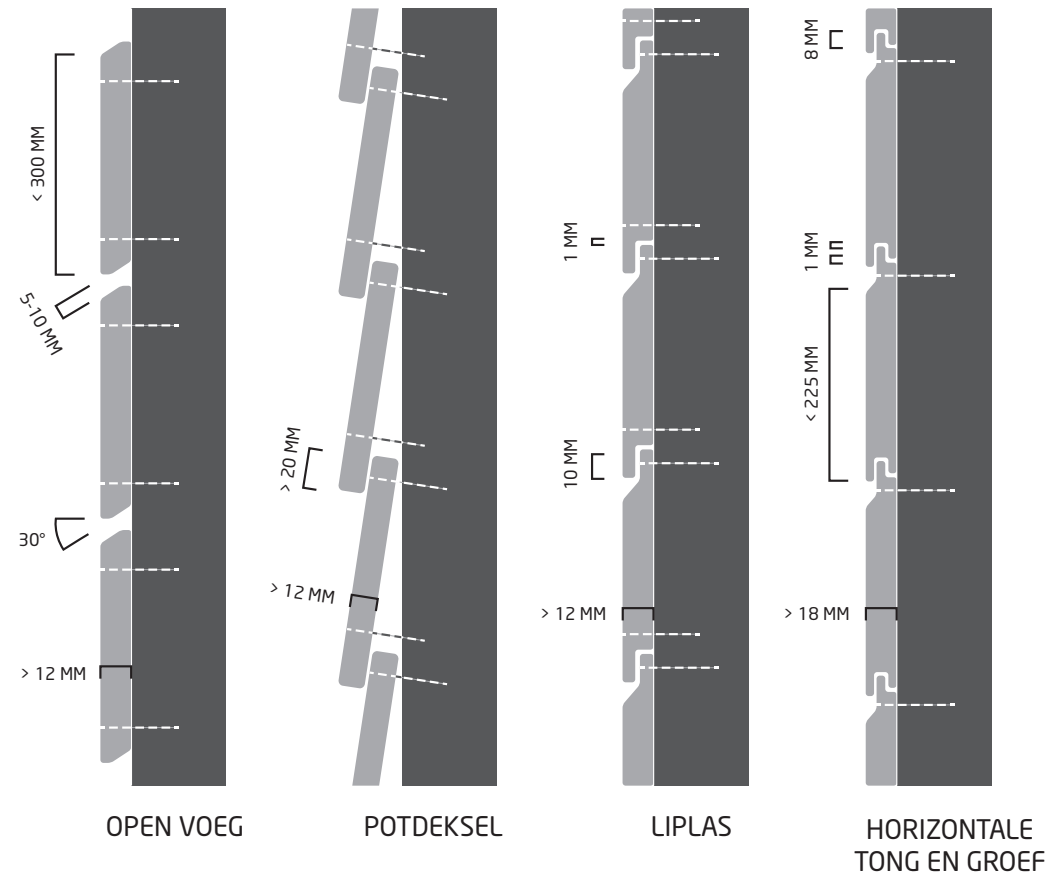 < 300 MM
5-10 MM
30°
> 12 MM
OPEN VOEG
> 20 MM
> 12 MM
POTDEKSEL
1 MM
10 MM
> 12 MM
LIPLAS
8 MM
1 MM
< 225 MM
> 18 MM
HORIZONTALE
TONG EN GROEF